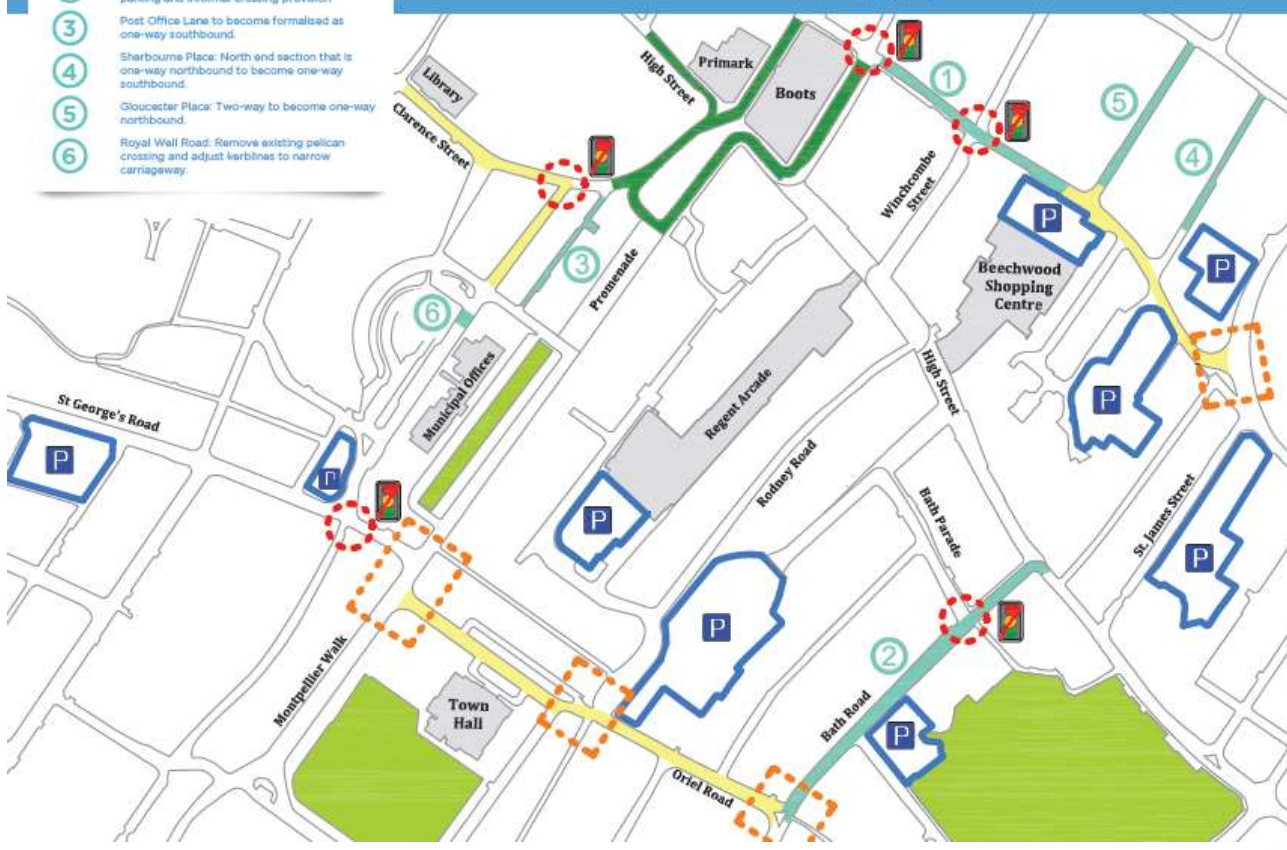 parking and informal crossing provision
3
Post Office Lane to become formalised as
one-way southbound.
4
Sherbourne Place: North end section that is
one-way northbound to become one-way
southbound.
5
Gloucester Place: Two-way to become one-way
northbound.
6
Royal Well Road: Remove existing pelican
crossing and adjust kerblines to narrow
carriageway.
Library
Clarence Street
High Street
Primark
Boots
1
5
4
Winchcombe
Street
P
Beechwood
Shopping
Centre
P
3
Promenade
6
Municipal Offices
Regent Arcade
High Street
P
St George's Road
P
P
P
Rodney Road
Bath Parade
St. James Street
P
Montpellier Walk
Town
Hall
P
2
Bath Road
P
Oriel Road